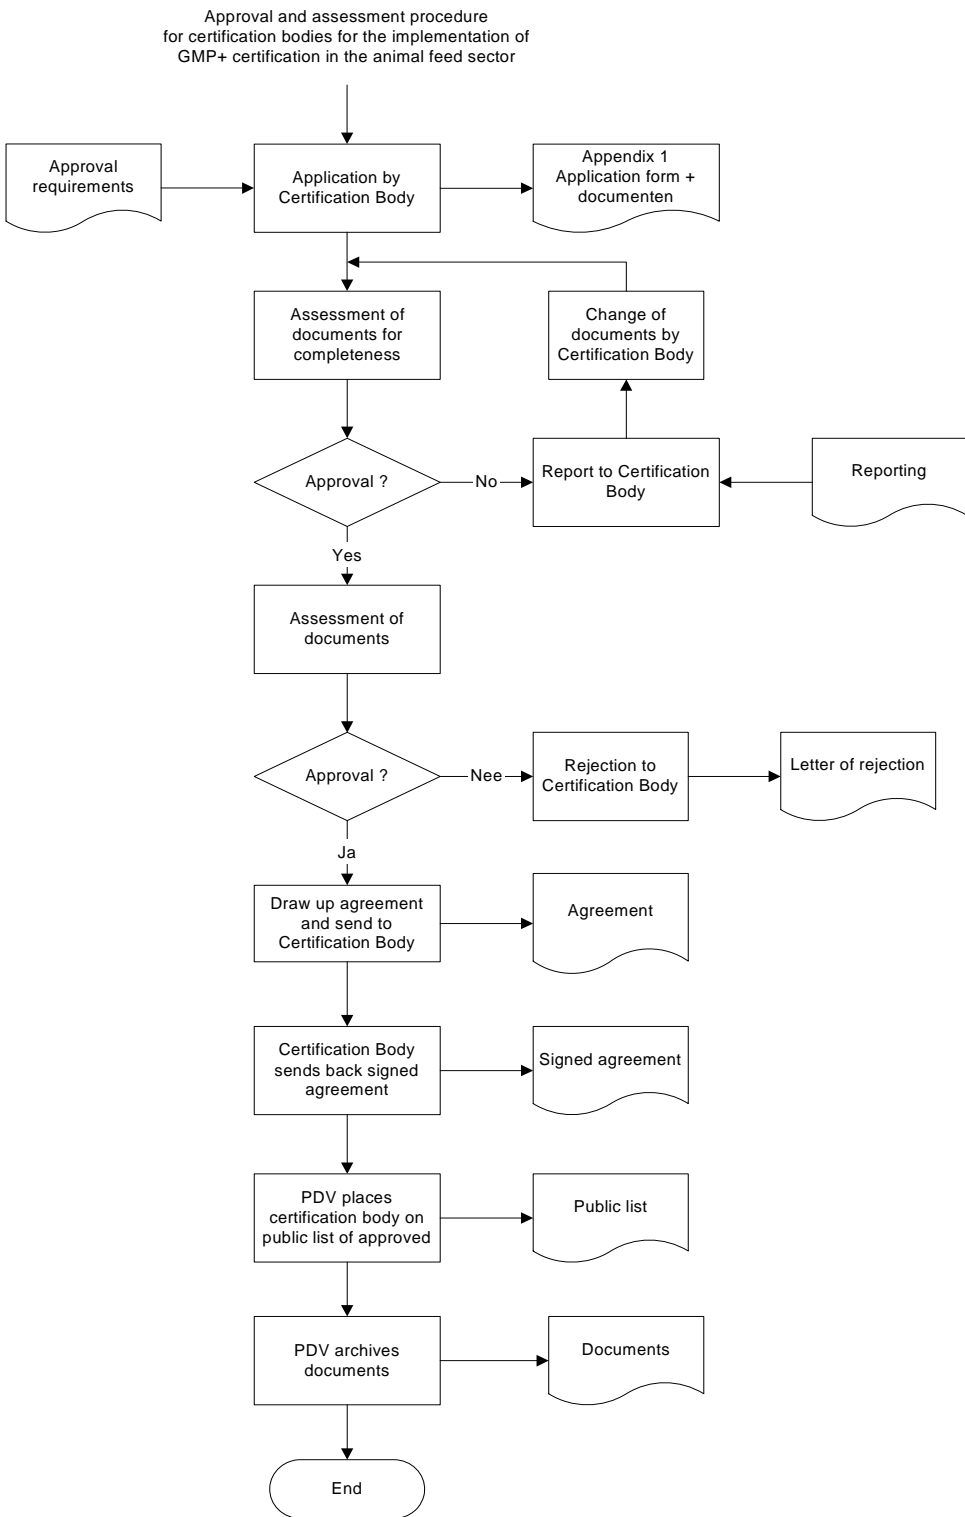 Approval and assessment procedure
for certification bodies for the implementation of
GMP+ certification in the animal feed sector
Approval
requirements
Application by
Certification Body
Appendix 1
Application form +
documenten
Assessment of
documents for
completeness
Change of
documents by
Certification Body
Approval ?
No
Report to Certification
Body
Reporting
Yes
Assessment of
documents
Approval ?
Nee
Rejection to
Certification Body
Letter of rejection
Ja
Draw up agreement
and send to
Certification Body
Agreement
Certification Body
sends back signed
agreement
Signed agreement
PDV places
certification body on
public list of approved
Public list
PDV archives
documents
Documents
End